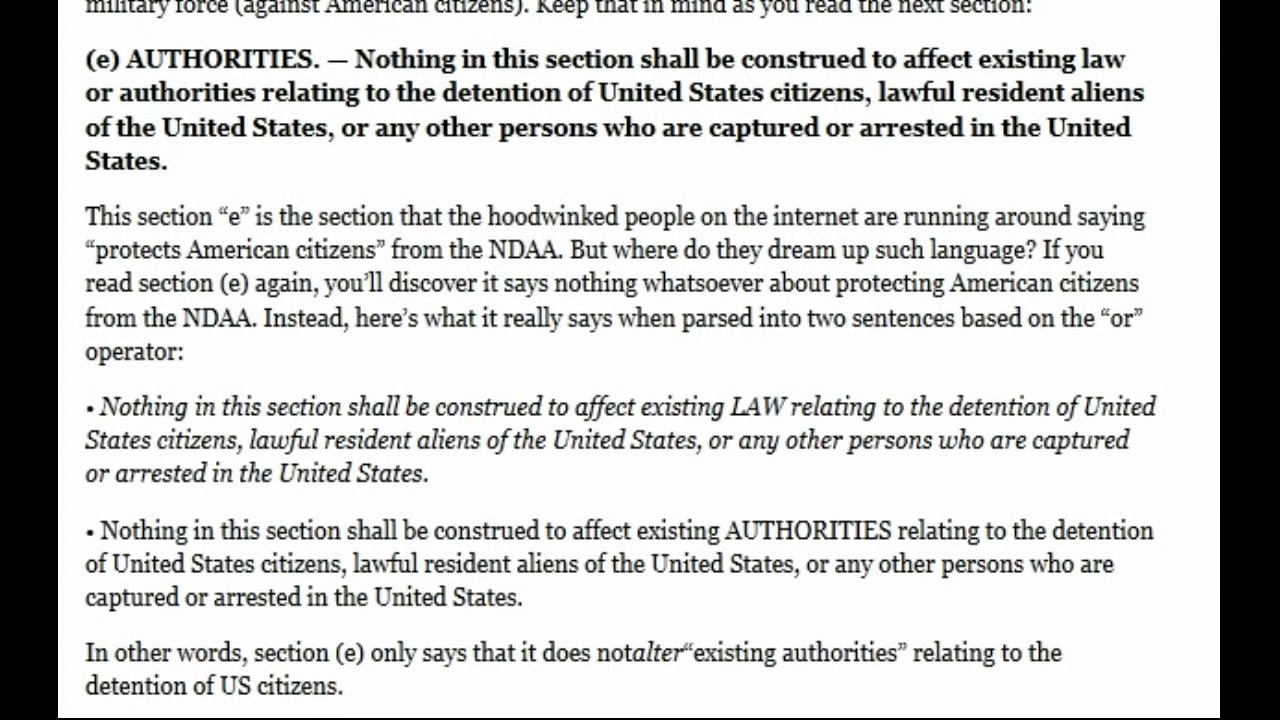 military force (against American citizens). Keep that in mind as you read the next section:
(e) AUTHORITIES. — Nothing in this section shall be construed to affect existing law
or authorities relating to the detention of United States citizens, lawful resident aliens
of the United States, or any other persons who are captured or arrested in the United
States.
This section “e” is the section that the hoodwinked people on the internet are running around saying
“protects American citizens” from the NDAA. But where do they dream up such language? If you
read section (e) again, you’ll discover it says nothing whatsoever about protecting American citizens
from the NDAA. Instead, here’s what it really says when parsed into two sentences based on the “or”
operator:
• Nothing in this section shall be construed to affect existing LAW relating to the detention of United
States citizens, lawful resident aliens of the United States, or any other persons who are captured
or arrested in the United States.
• Nothing in this section shall be construed to affect existing AUTHORITIES relating to the detention
of United States citizens, lawful resident aliens of the United States, or any other persons who are
captured or arrested in the United States.
In other words, section (e) only says that it does notalter“existing authorities” relating to the
detention of US citizens.